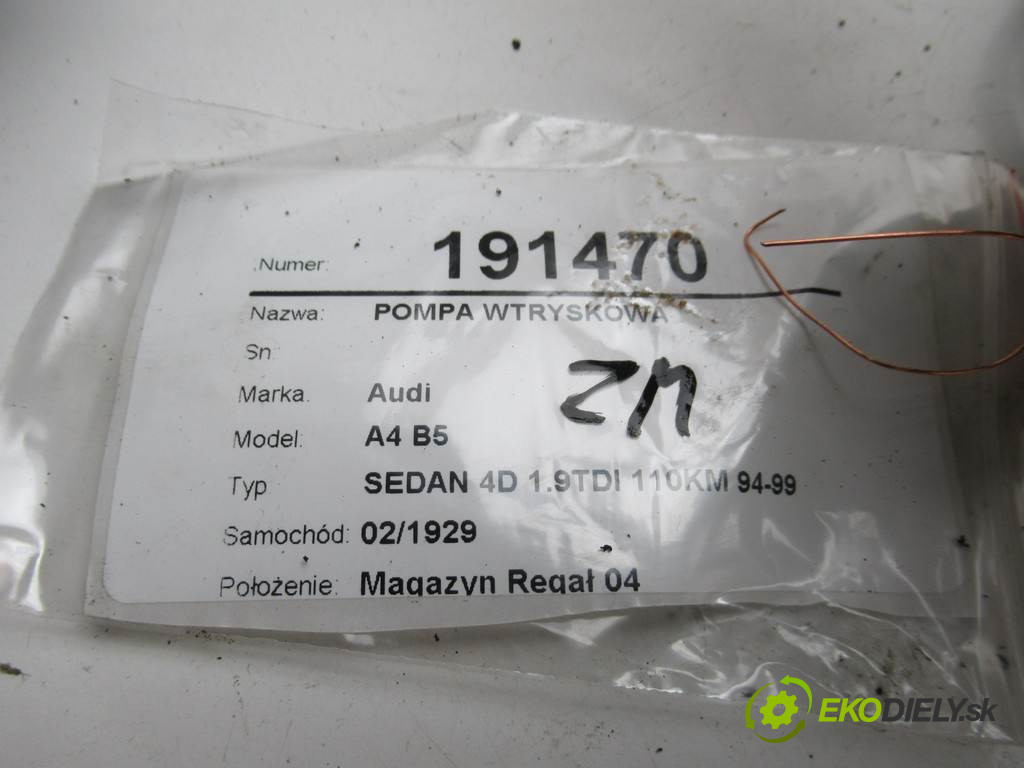 Numer: 191470
Nazwa: POMPA WTRYSKOWA
Sn:
Marka: Audi
ZM
Model: A4 B5
Typ SEDAN 4D 1.9TDI 110KM 94-99
Samochód: 02/1929
Położenie: Magazyn Regał 04
EKODIELY.sk